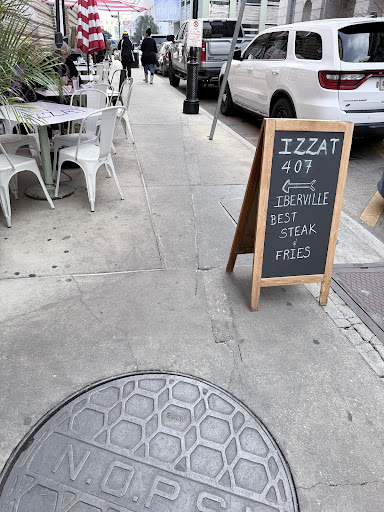 IZZAT
407
IBERVILLE
BEST
STEAK
&
FRIES
N.O.P.S.